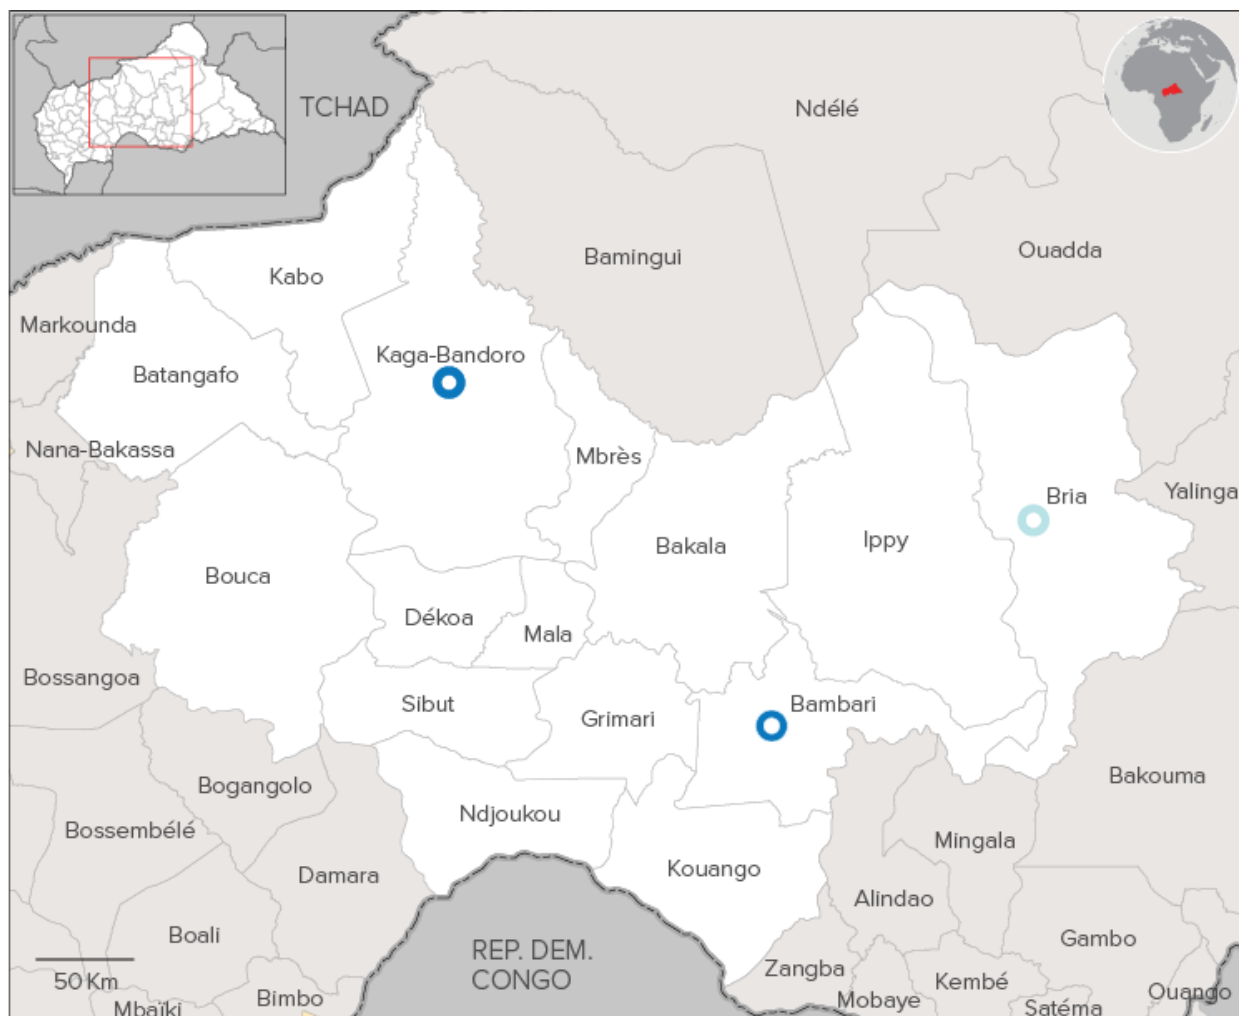 TCHAD
Ndélé
Ouadda
Bamingui
Kabo
Markounda
Kaga-Bandoro
Batangafo
Nana-Bakassa
Mbrès
Yalinga
Bria
Ippy
Bakala
Bouca
Dékoa
Mala
Bossangoa
Sibut
Grimari
Bambari
Bogangolo
Bakouma
Bossembélé
Ndjoukou
Mingala
Kouango
Damara
Alindao
Boali
Gambo
REP. DEM.
CONGO
Zangba
50 Km
Kembé
Ouango
Bimbo
Mobaye
Satéma
Mbaïki